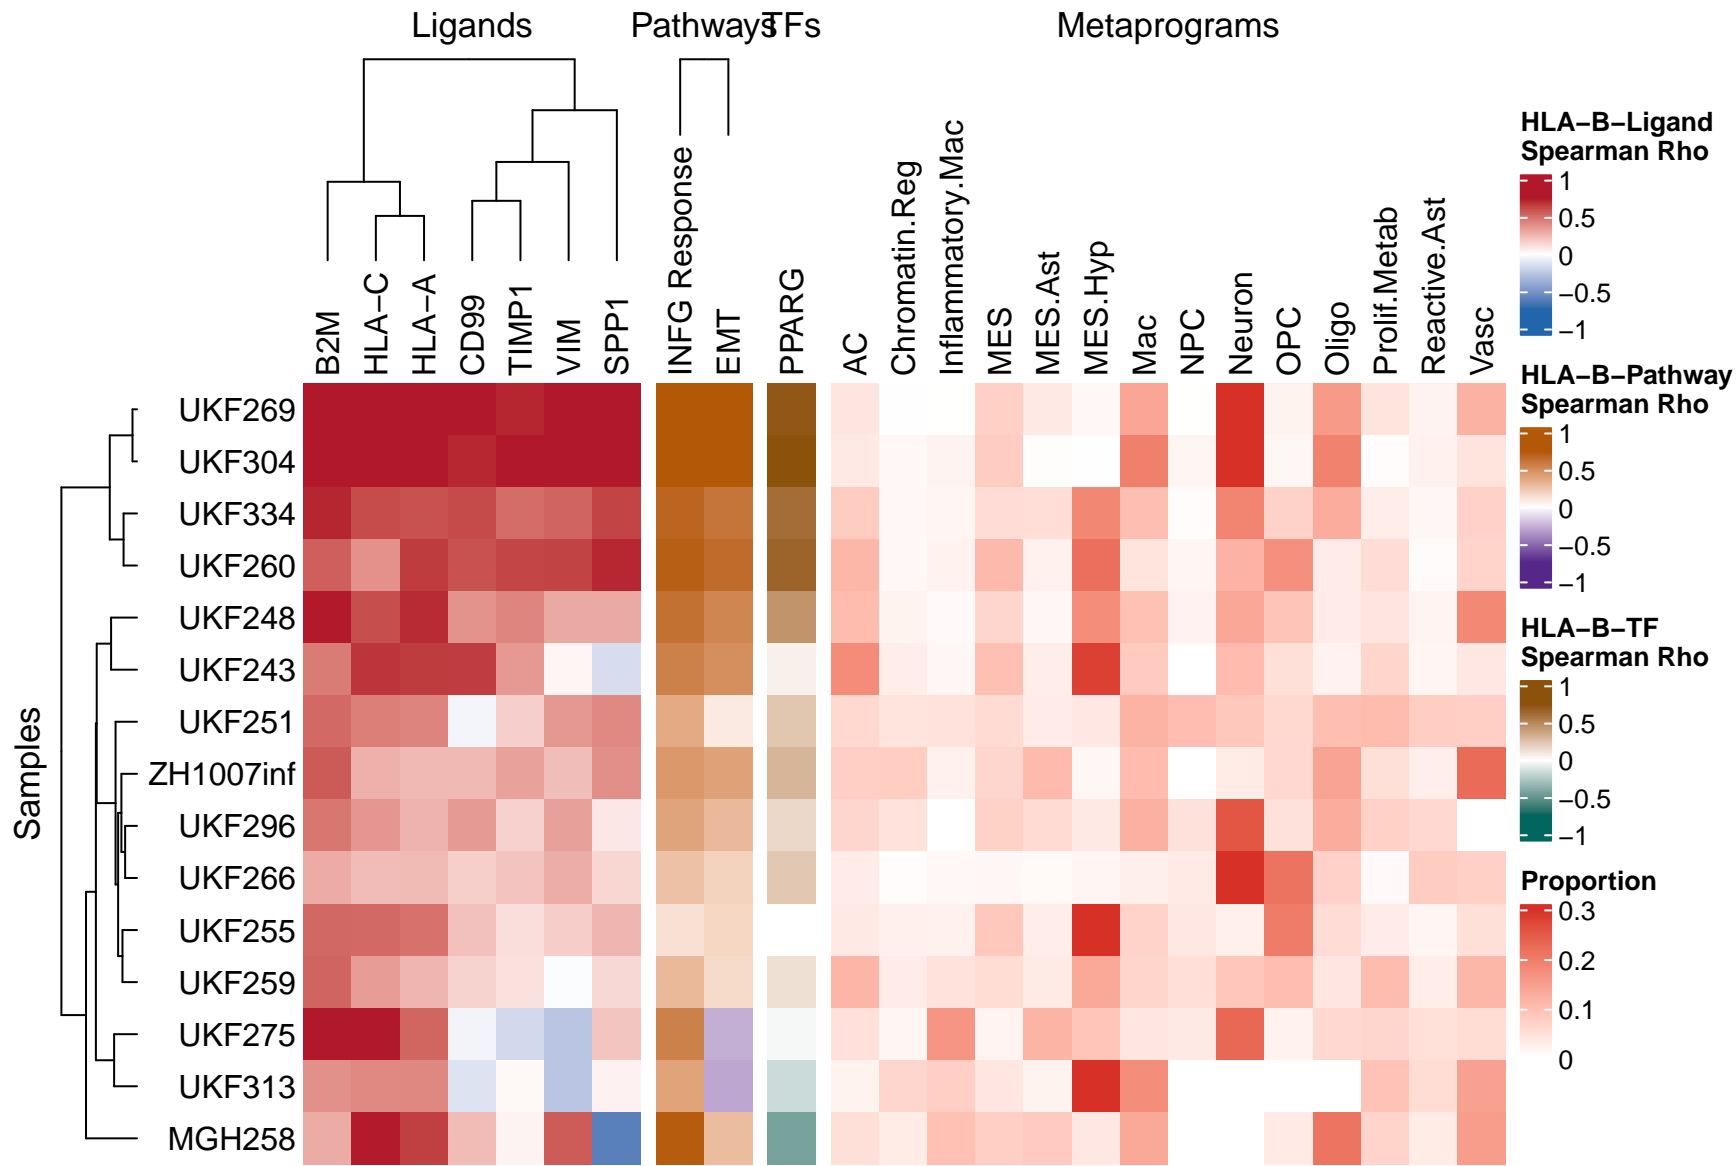 Ligands
Pathways
TFs
Metaprograms
B2M
HLA−C
HLA−A
CD99
TIMP1
VIM
SPP1
INFG Response
EMT
PPARG
AC
Chromatin.Reg
Inflammatory.Mac
MES
MES.Ast
MES.Hyp
Mac
NPC
Neuron
OPC
Oligo
Prolif.Metab
Reactive.Ast
Vasc
Samples
UKF269
UKF304
UKF334
UKF260
UKF248
UKF243
UKF251
ZH1007inf
UKF296
UKF266
UKF255
UKF259
UKF275
UKF313
MGH258
HLA−B−Ligand
Spearman Rho
1
0.5
0
−0.5
−1
HLA−B−Pathway
Spearman Rho
1
0.5
0
−0.5
−1
HLA−B−TF
Spearman Rho
1
0.5
0
−0.5
−1
Proportion
0.3
0.2
0.1
0